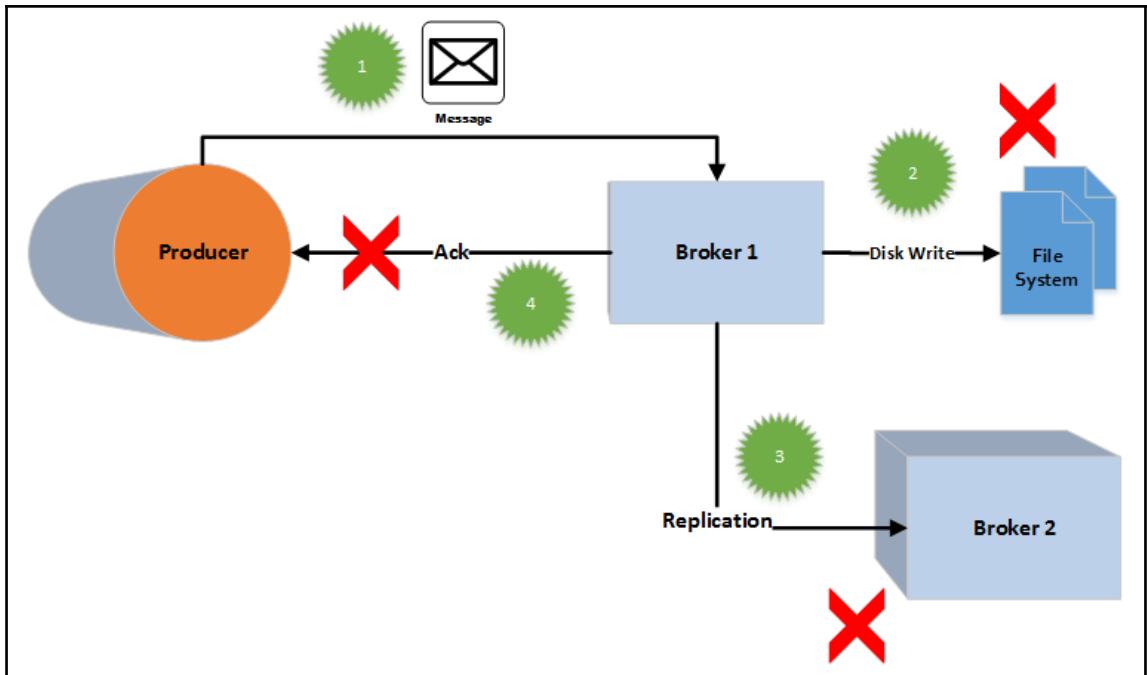 1
Message
2
Producer
Ack
Broker 1
Disk Write
File
System
4
3
Replication
Broker 2